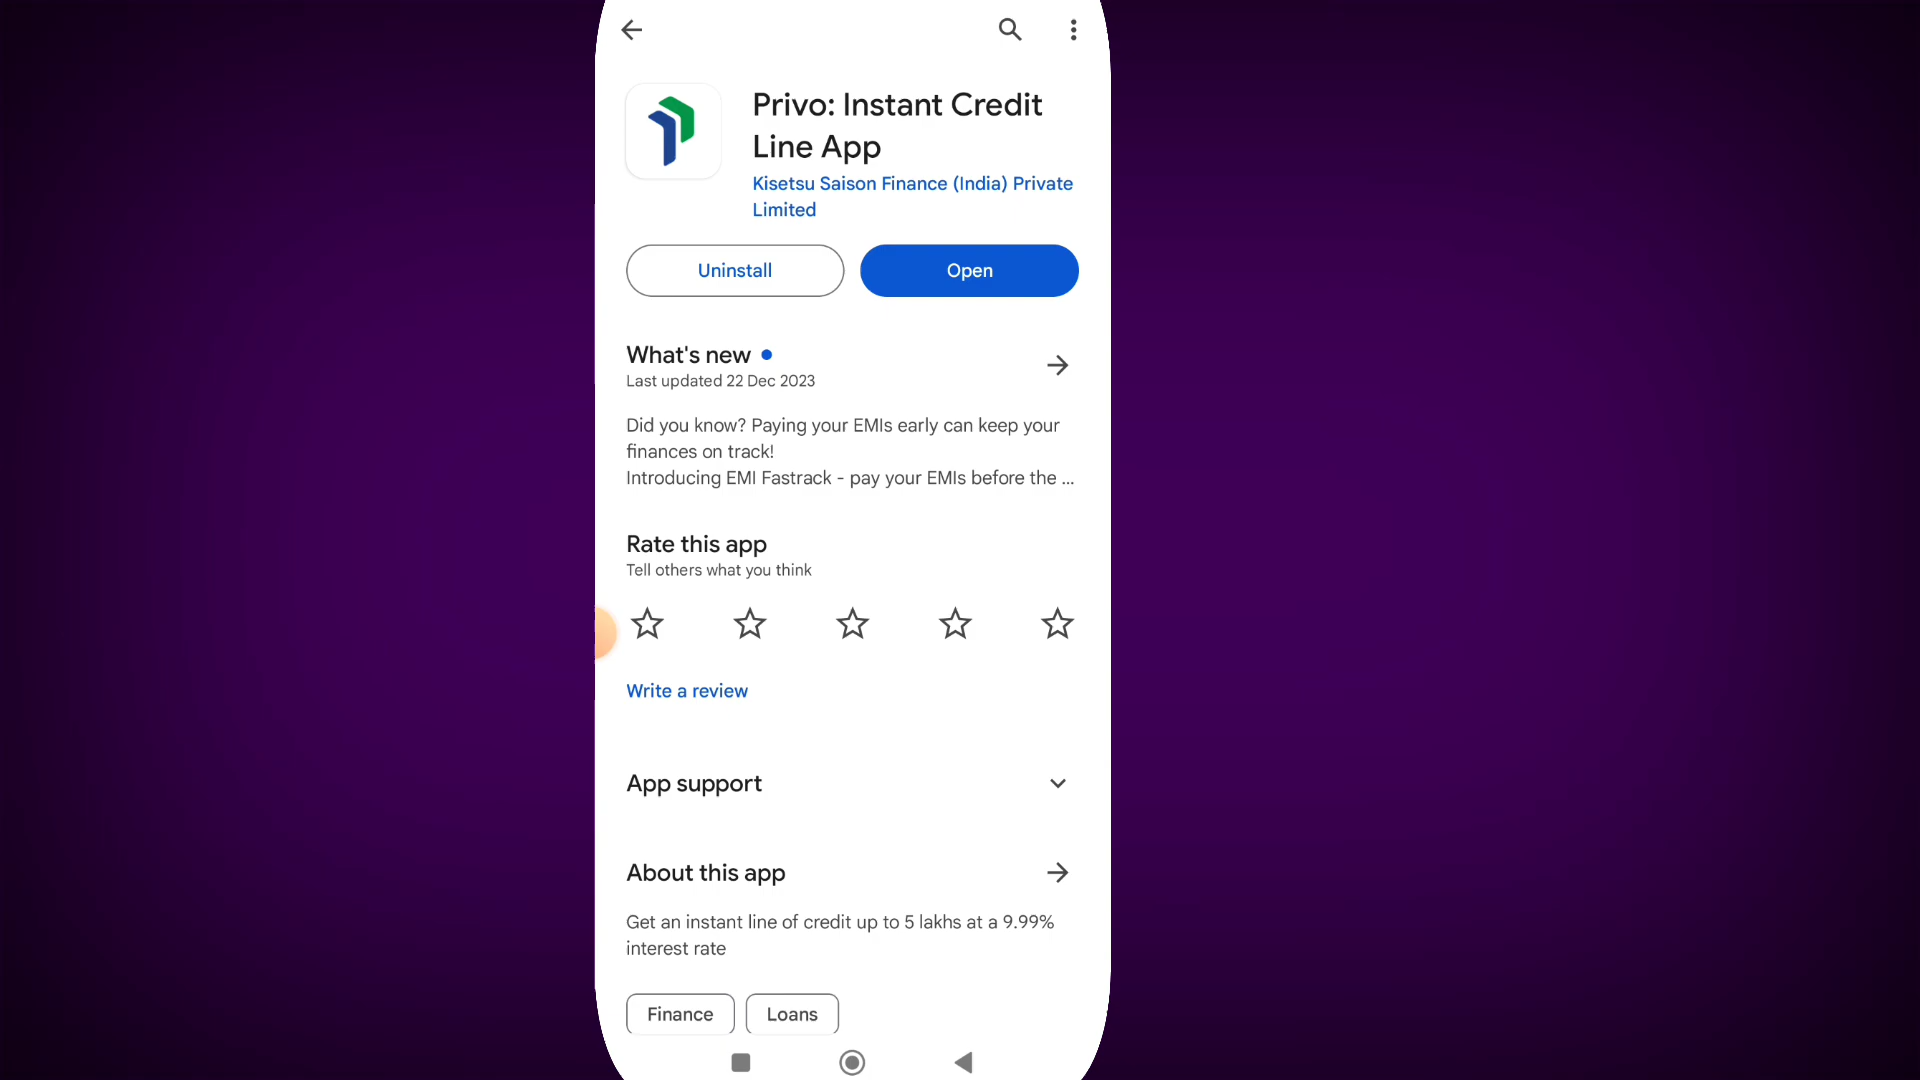 Privo: Instant Credit
Line App
Kisetsu Saison Finance (India) Private
Limited
Uninstall
Open
What's new
Last updated 22 Dec 2023
Did you know? Paying your EMIs early can keep your
finances on track!
Introducing EMI Fastrack - pay your EMIs before the ...
Rate this app
Tell others what you think
Write a review
App support
About this app
Get an instant line of credit up to 5 lakhs at a 9.99%
interest rate
Finance
Loans